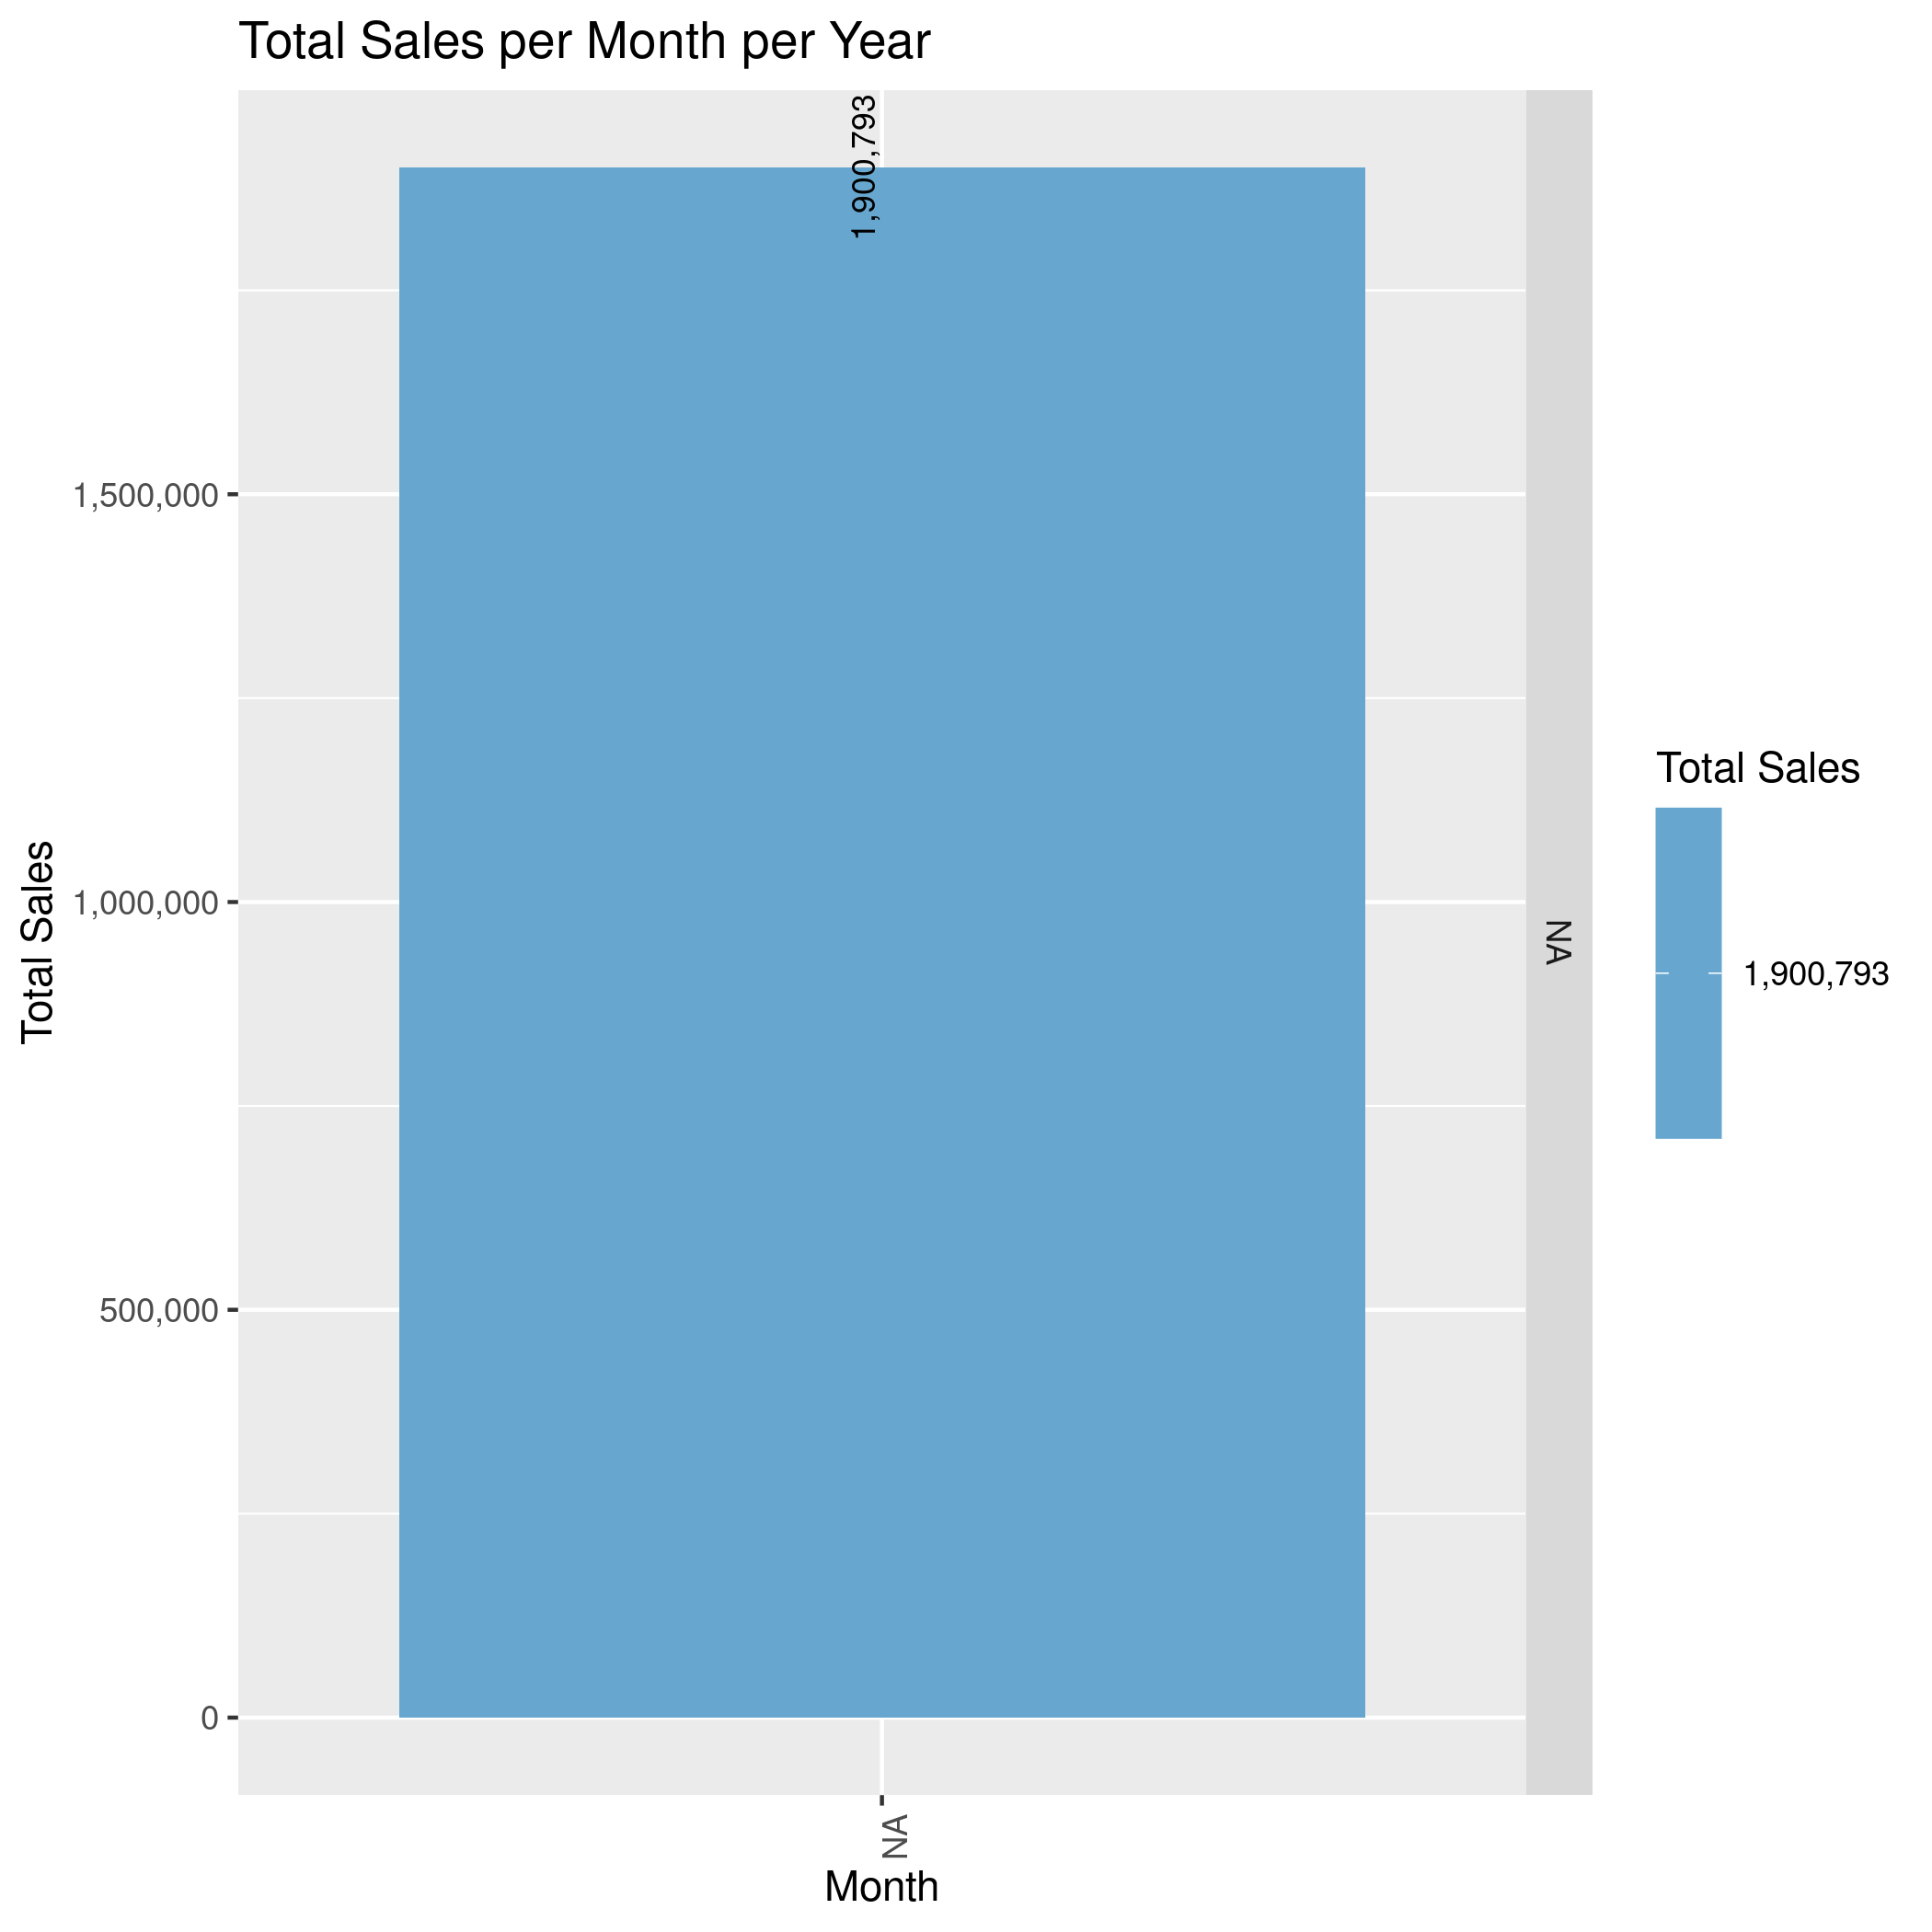 Total Sales per Month per Year
1,900,793
1,500,000
1,000,000
500,000
0
Total Sales
NA
Month
NA
Total Sales
1,900,793